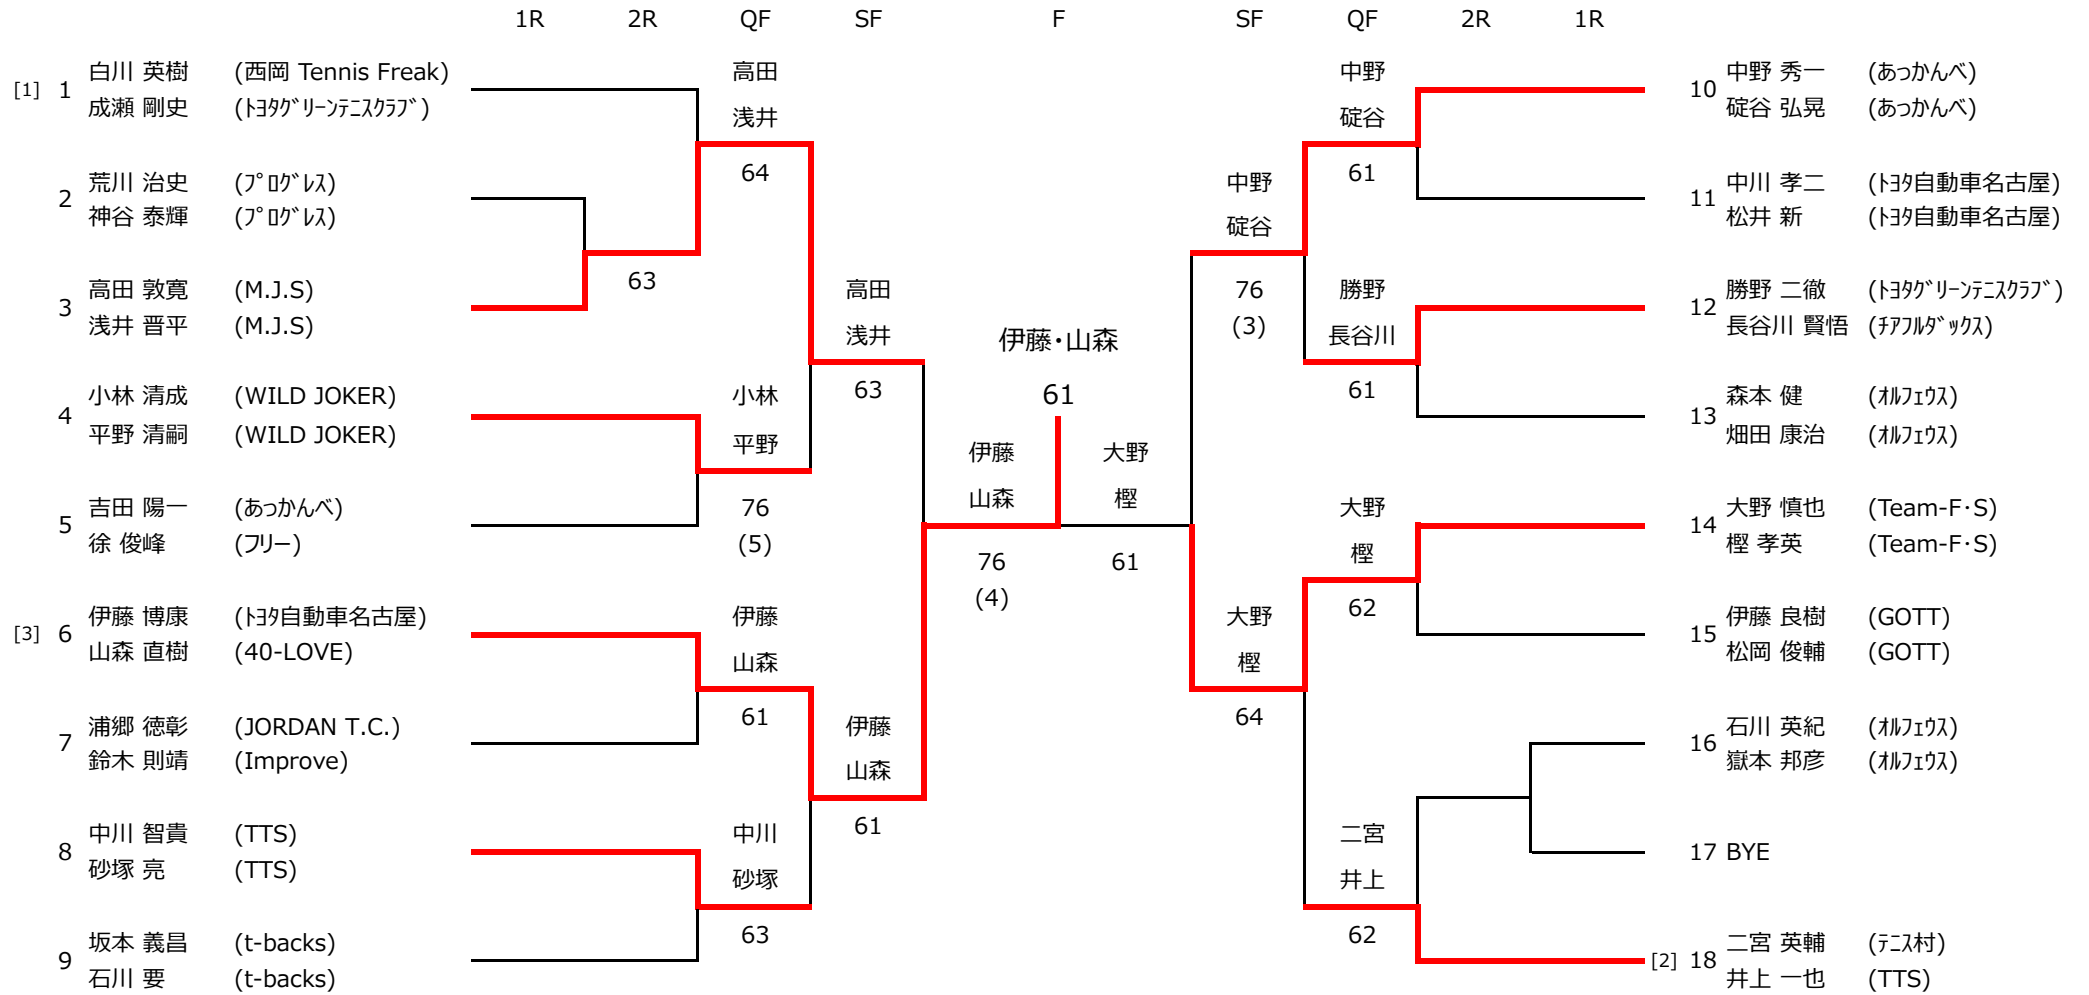 1R 2R QF SF F SF QF 2R 1R
[1] 1 白川 英樹 (西岡 Tennis Freak)
成瀬 剛史 (ﾄﾖﾀｸﾞﾘｰﾝﾃﾆｽｸﾗﾌﾞ)
2 荒川 治史 (ﾌﾟﾛｸﾞﾚｽ)
神谷 泰輝 (ﾌﾟﾛｸﾞﾚｽ)
3 高田 敦寛 (M.J.S)
浅井 晋平 (M.J.S)
4 小林 清成 (WILD JOKER)
平野 清嗣 (WILD JOKER)
5 吉田 陽一 (あっかんべ)
徐 俊峰 (フリー)
[3] 6 伊藤 博康 (ﾄﾖﾀ自動車名古屋)
山森 直樹 (40-LOVE)
7 浦郷 徳彰 (JORDAN T.C.)
鈴木 則靖 (Improve)
8 中川 智貴 (TTS)
砂塚 亮 (TTS)
9 坂本 義昌 (t-backs)
石川 要 (t-backs)
63
高田
浅井
64
小林
平野
76
(5)
伊藤
山森
61
中川
砂塚
63
高田
浅井
63
伊藤
山森
61
伊藤
山森
76
(4)
伊藤・山森
61
大野
樫
61
中野
碇谷
76
(3)
大野
樫
64
中野
碇谷
61
勝野
長谷川
61
大野
樫
62
二宮
井上
62
10 中野 秀一 (あっかんべ)
碇谷 弘晃 (あっかんべ)
11 中川 孝二 (ﾄﾖﾀ自動車名古屋)
松井 新 (ﾄﾖﾀ自動車名古屋)
12 勝野 二徹 (ﾄﾖﾀｸﾞﾘｰﾝﾃﾆｽｸﾗﾌﾞ)
長谷川 賢悟 (ﾁｱﾌﾙﾀﾞｯｸｽ)
13 森本 健 (ｵﾙﾌｪｳｽ)
畑田 康治 (ｵﾙﾌｪｳｽ)
14 大野 慎也 (Team-F・S)
樫 孝英 (Team-F・S)
15 伊藤 良樹 (GOTT)
松岡 俊輔 (GOTT)
16 石川 英紀 (ｵﾙﾌｪｳｽ)
嶽本 邦彦 (ｵﾙﾌｪｳｽ)
17 BYE
[2] 18 二宮 英輔 (ﾃﾆｽ村)
井上 一也 (TTS)